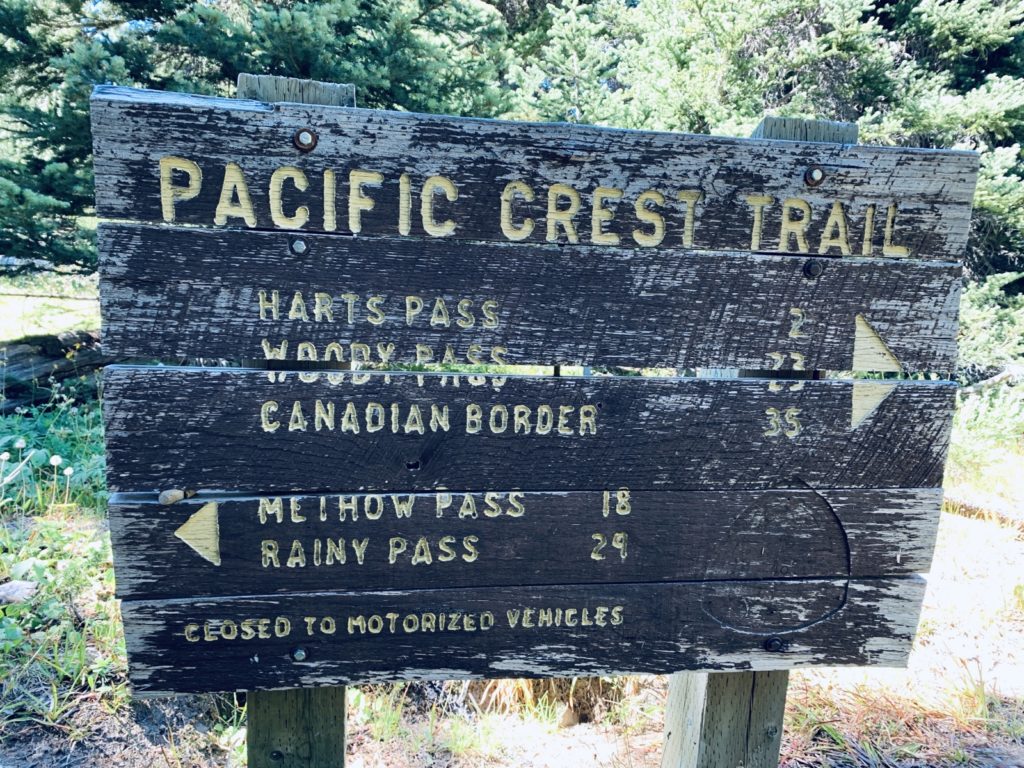 PACIFIC CREST TRAIL
HARTS PASS 2
WOODY PASS 23
CANADIAN BORDER 35
METHOW PASS 18
RAINY PASS 29
CLOSED TO MOTORIZED VEHICLES